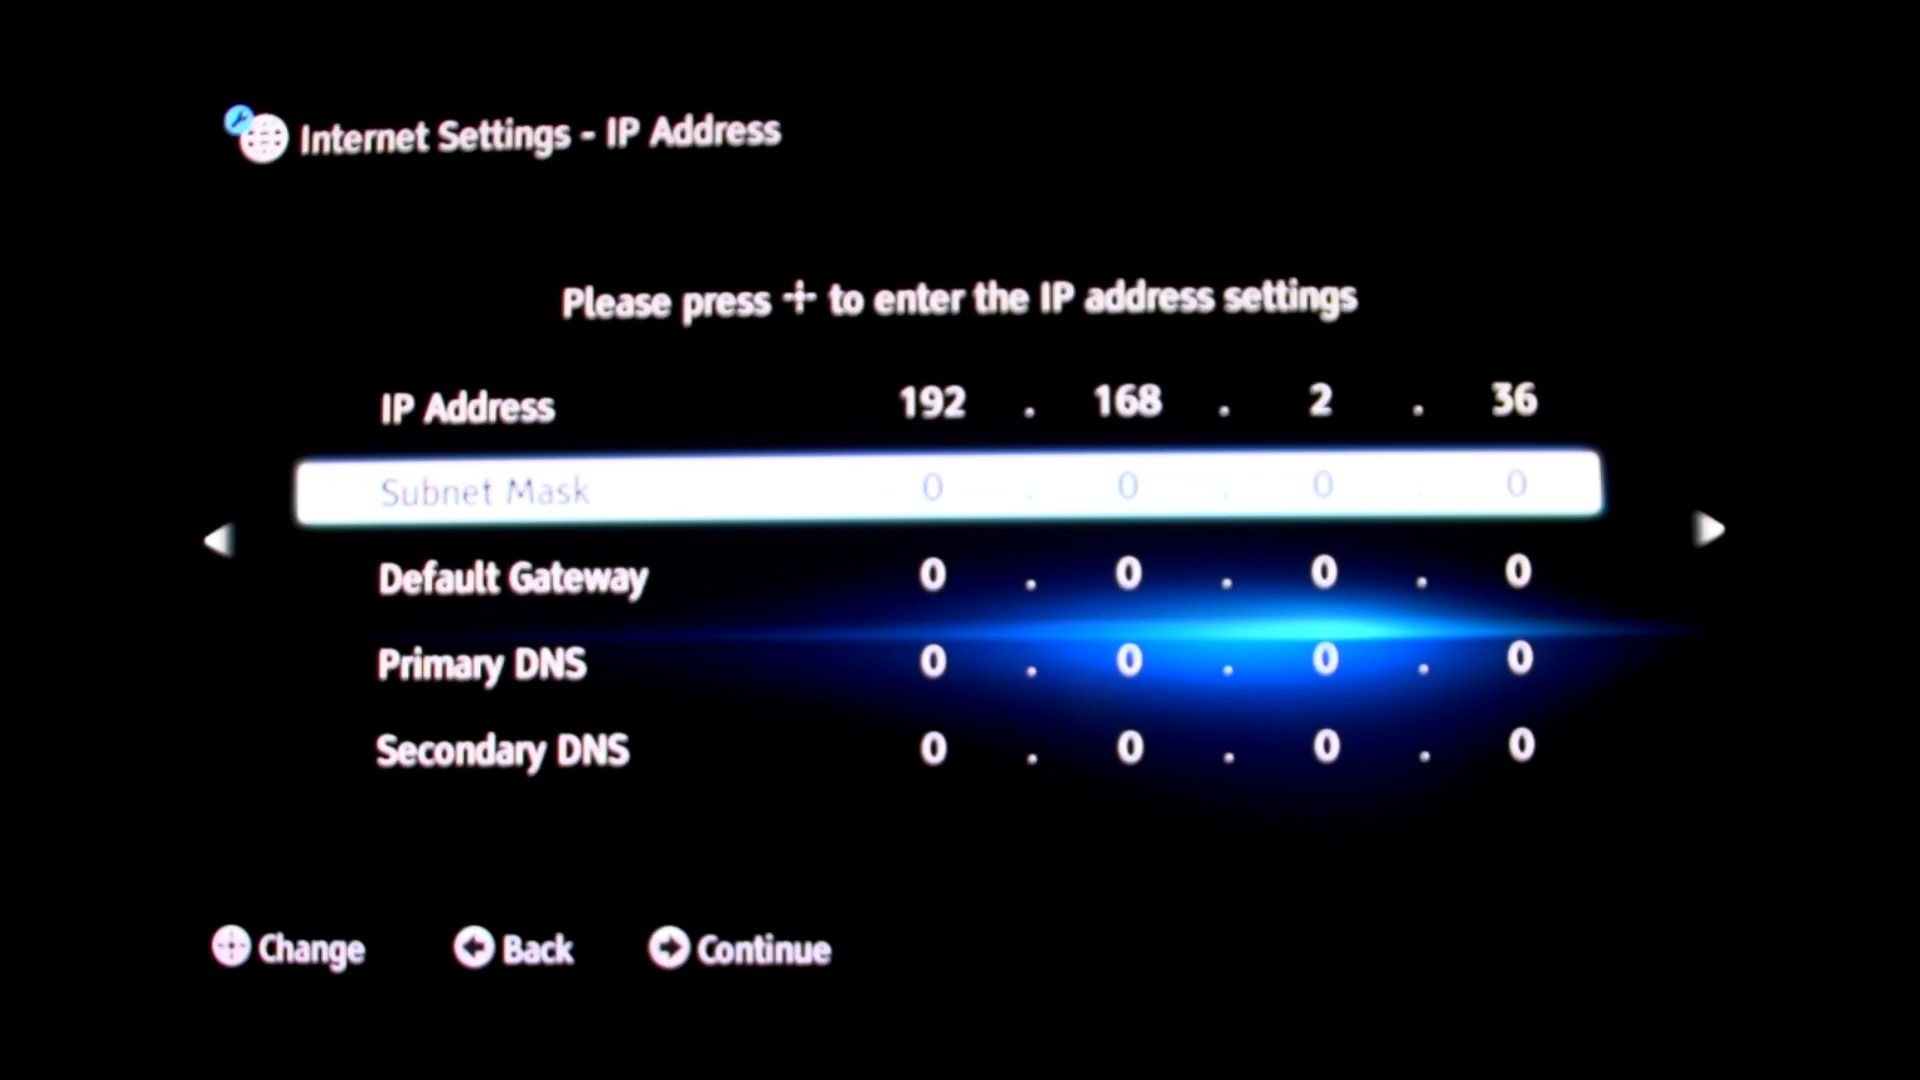 Internet Settings - IP Address
Please press + to enter the IP address settings
IP Address 192 . 168 . 2 . 36
Subnet Mask 0 . 0 . 0 . 0
Default Gateway 0 . 0 . 0 . 0
Primary DNS 0 . 0 . 0 . 0
Secondary DNS 0 . 0 . 0 . 0
Change Back Continue